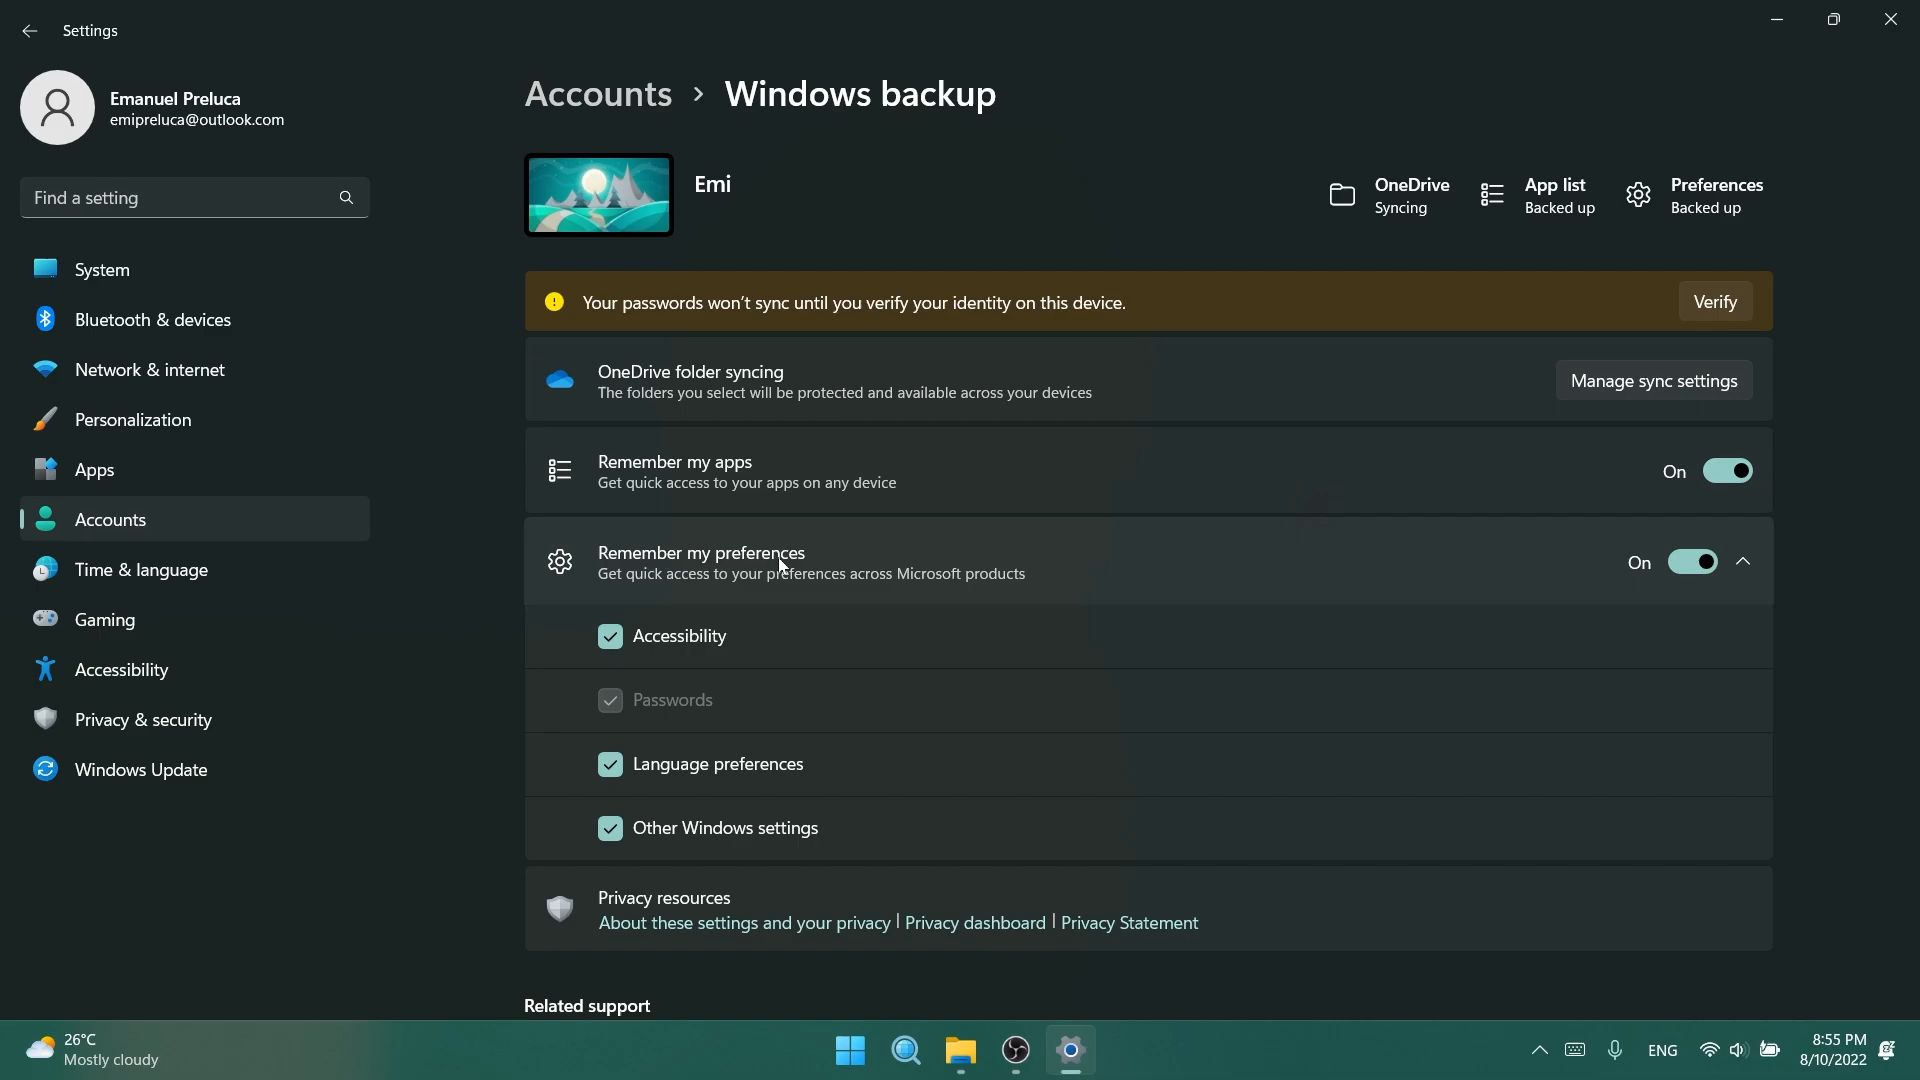 Settings
Emanuel Preluca
emipreluca@outlook.com
Find a setting
System
Bluetooth & devices
Network & internet
Personalization
Apps
Accounts
Time & language
Gaming
Accessibility
Privacy & security
Windows Update
Accounts > Windows backup
Emi
OneDrive
Syncing
App list
Backed up
Preferences
Backed up
Your passwords won't sync until you verify your identity on this device.
Verify
OneDrive folder syncing
The folders you select will be protected and available across your devices
Manage sync settings
Remember my apps
Get quick access to your apps on any device
On
Remember my preferences
Get quick access to your preferences across Microsoft products
On
Accessibility
Passwords
Language preferences
Other Windows settings
Privacy resources
About these settings and your privacy | Privacy dashboard | Privacy Statement
Related support
26°C
Mostly cloudy
ENG
8:55 PM
8/10/2022